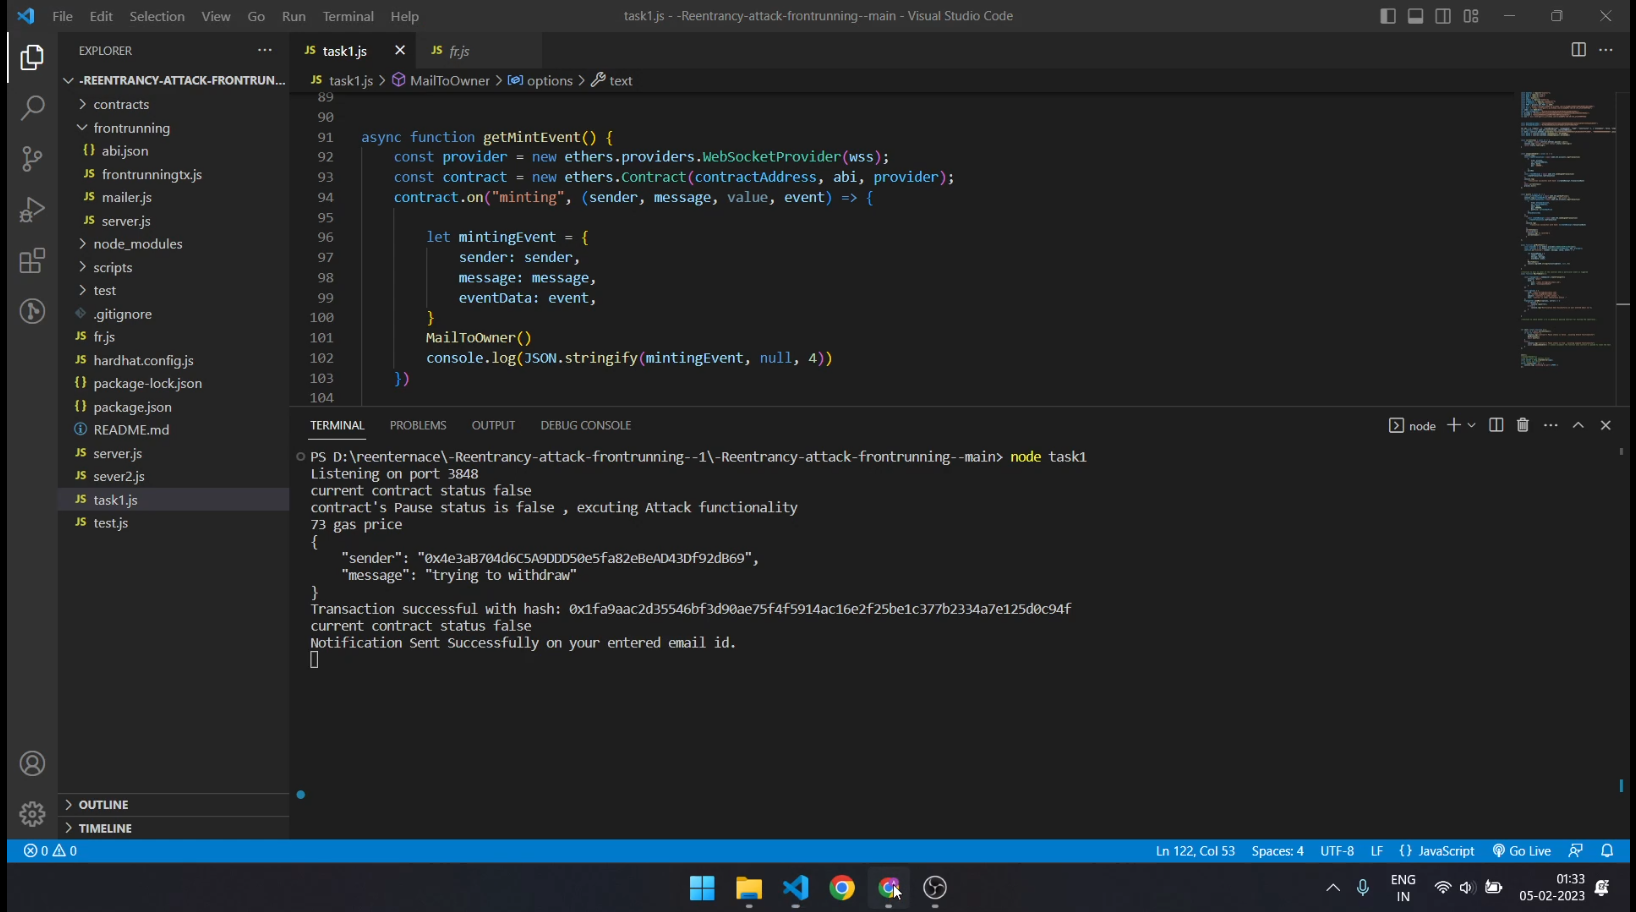 File Edit Selection View Go Run Terminal Help
task1.js - -Reentrancy-attack-frontrunning--main - Visual Studio Code
EXPLORER
-REENTRANCY-ATTACK-FRONTRUN...
contracts
frontrunning
abi.json
frontrunningtx.js
mailer.js
server.js
node_modules
scripts
test
.gitignore
fr.js
hardhat.config.js
package-lock.json
package.json
README.md
server.js
sever2.js
task1.js
test.js
OUTLINE
TIMELINE
JS task1.js
JS fr.js
JS task1.js > MailToOwner > options > text
89
90
91 async function getMintEvent() {
92 const provider = new ethers.providers.WebSocketProvider(wss);
93 const contract = new ethers.Contract(contractAddress, abi, provider);
94 contract.on("minting", (sender, message, value, event) => {
95
96 let mintingEvent = {
97 sender: sender,
98 message: message,
99 eventData: event,
100 }
101 MailToOwner()
102 console.log(JSON.stringify(mintingEvent, null, 4))
103 })
104
TERMINAL PROBLEMS OUTPUT DEBUG CONSOLE
node
PS D:\reenternace\-Reentrancy-attack-frontrunning--1\-Reentrancy-attack-frontrunning--main> node task1
Listening on port 3848
current contract status false
contract's Pause status is false , excuting Attack functionality
73 gas price
{
"sender": "0x4e3aB704d6C5A9DDD50e5fa82eBeAD43Df92dB69",
"message": "trying to withdraw"
}
Transaction successful with hash: 0x1fa9aac2d35546bf3d90ae75f4f5914ac16e2f25be1c377b2334a7e125d0c94f
current contract status false
Notification Sent Successfully on your entered email id.
0 0
Ln 122, Col 53 Spaces: 4 UTF-8 LF {} JavaScript Go Live
ENG
IN
01:33
05-02-2023